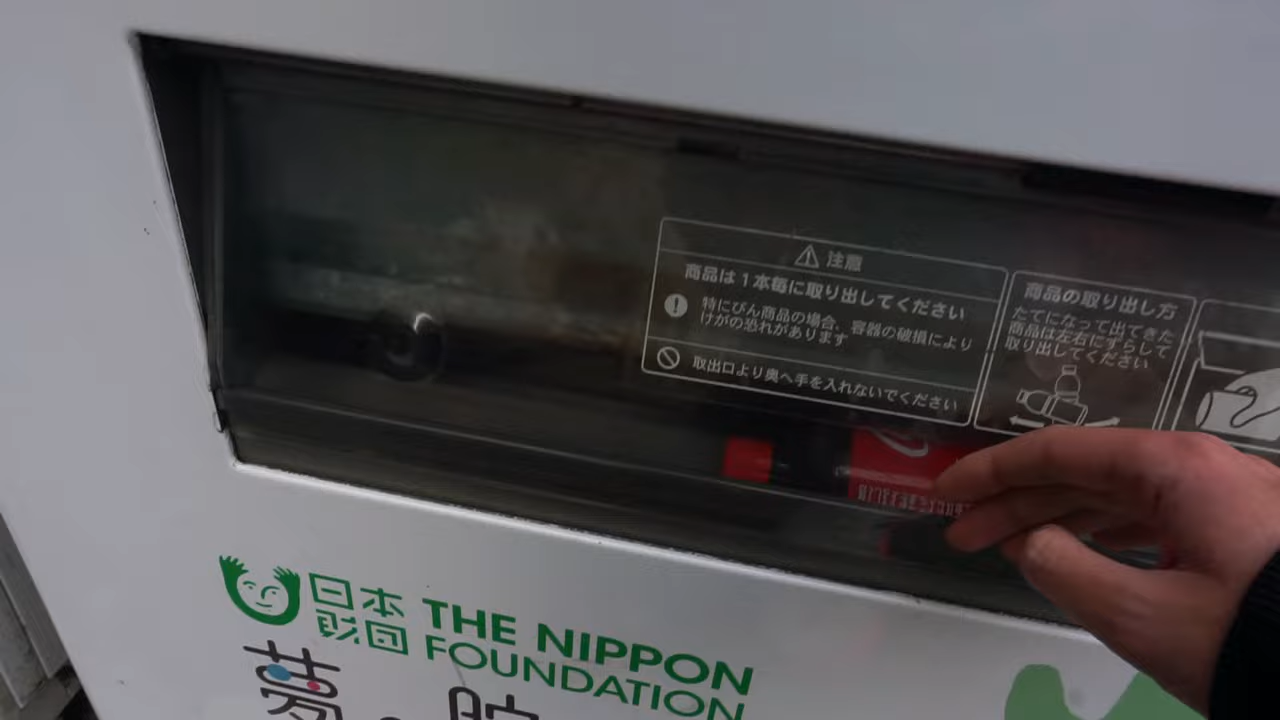 注意
商品は1本毎に取り出してください
特にびん商品の場合、容器の破損により
けがの恐れがあります
取出口より奥へ手を入れないでください
商品の取り出し方
たてになって出てきた
商品は左右にずらして
取り出してください
日本
財団
THE NIPPON
FOUNDATION
夢の貯